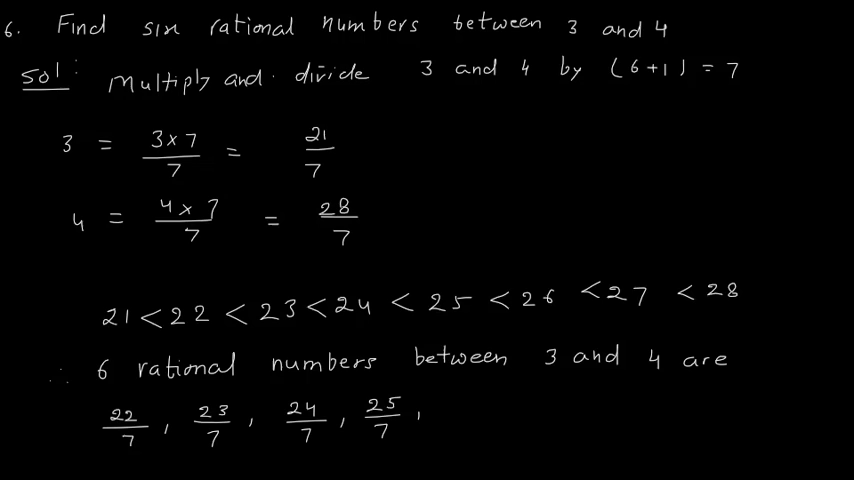 6. Find six rational numbers between 3 and 4
Sol: Multiply and divide 3 and 4 by (6+1) = 7
3 = 3×7/7 = 21/7
4 = 4×7/7 = 28/7
21 < 22 < 23 < 24 < 25 < 26 < 27 < 28
∴ 6 rational numbers between 3 and 4 are
22/7, 23/7, 24/7, 25/7,